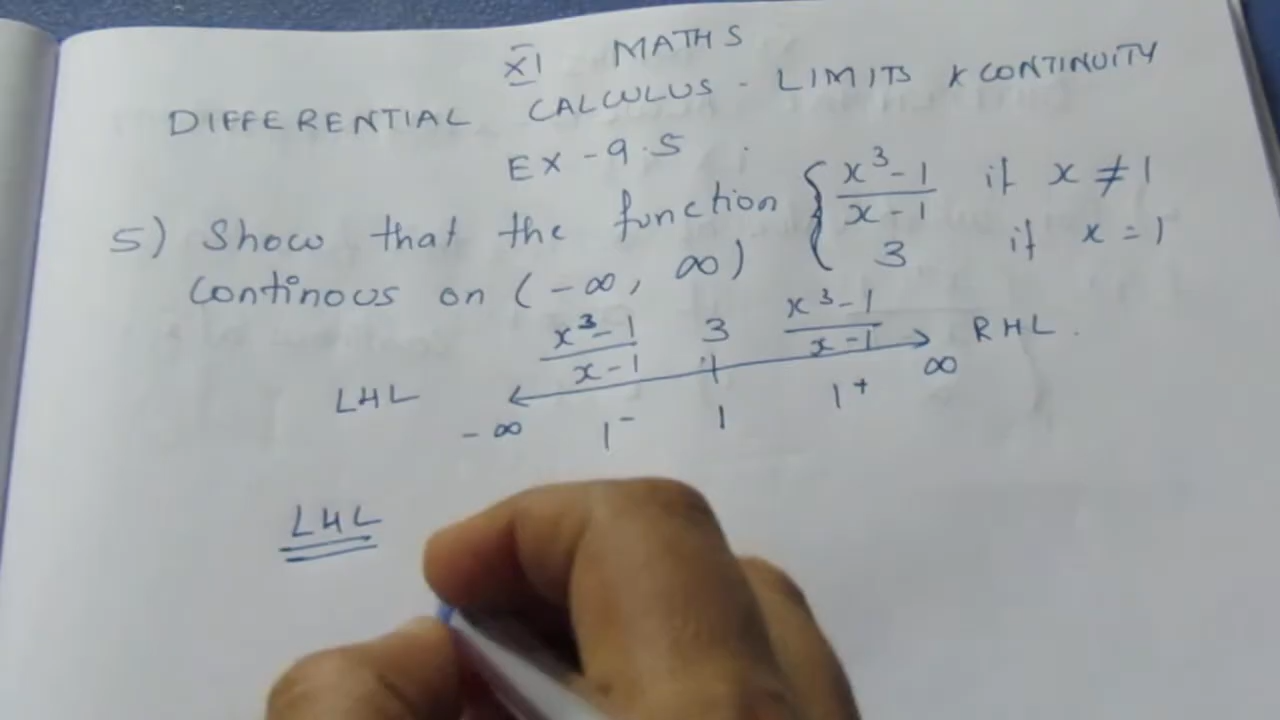 XI MATHS
DIFFERENTIAL CALCULUS - LIMITS & CONTINUITY
EX - 9.5
5) Show that the function { x³-1 / x-1 if x ≠ 1
continous on (-∞, ∞) 3 if x = 1
x³-1 / x-1 3 x³-1 / x-1
LHL RHL.
-∞ 1⁻ 1 1⁺ ∞
LHL